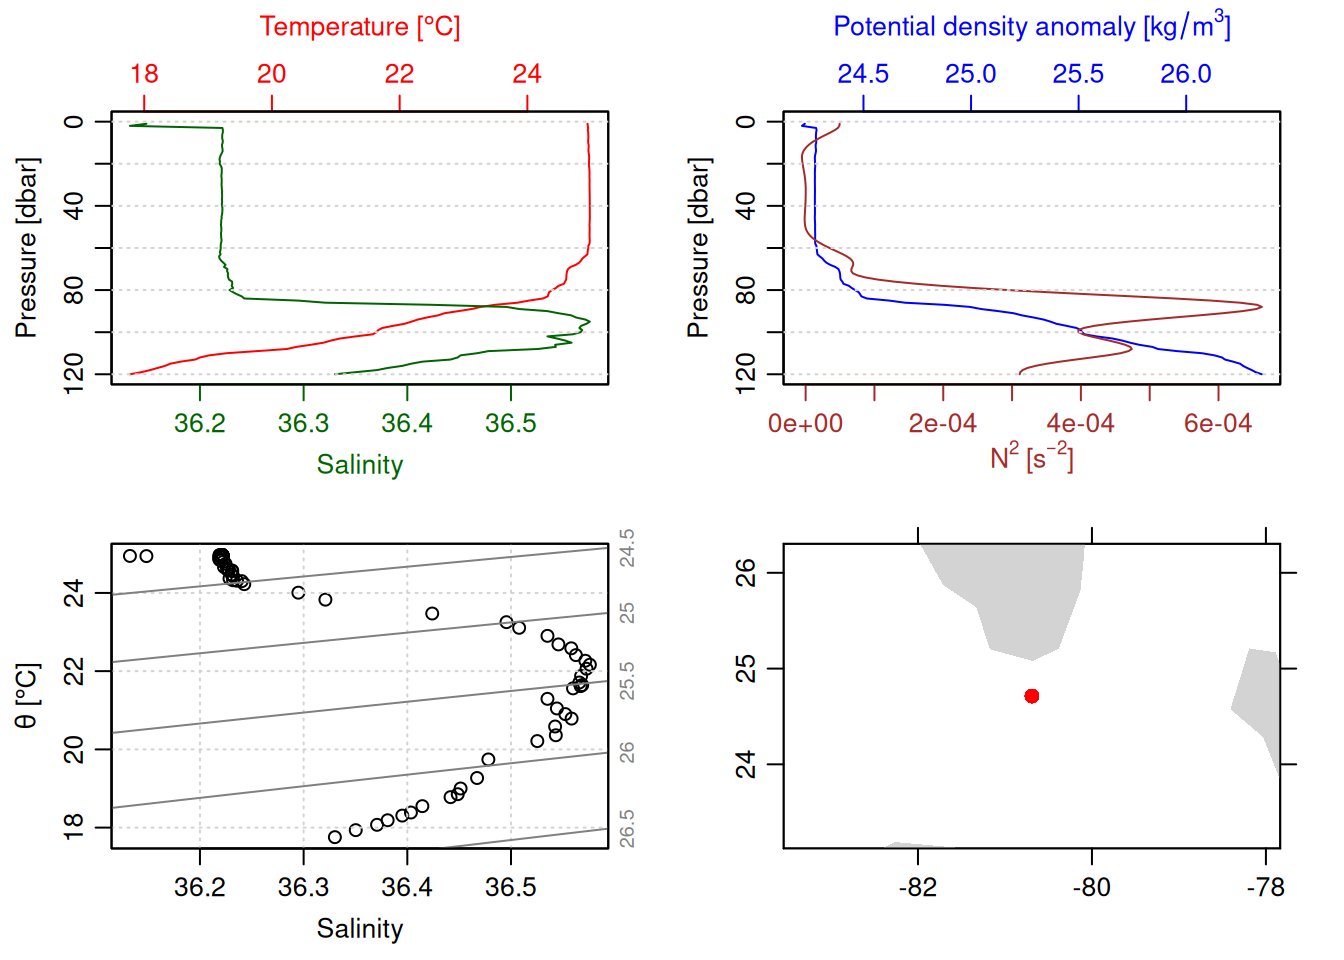 Temperature [°C]
18 20 22 24
Pressure [dbar]
0 40 80 120
36.2 36.3 36.4 36.5
Salinity
Potential density anomaly [kg/m³]
24.5 25.0 25.5 26.0
Pressure [dbar]
0 40 80 120
0e+00 2e-04 4e-04 6e-04
N² [s⁻²]
θ [°C]
24 22 20 18
24.5 25 25.5 26 26.5
36.2 36.3 36.4 36.5
Salinity
26 25 24
-82 -80 -78